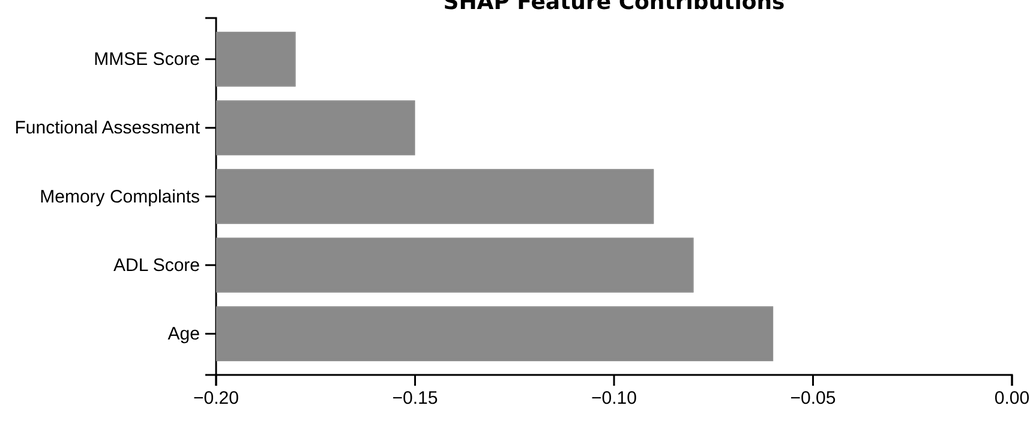 SHAP Feature Contributions
MMSE Score
Functional Assessment
Memory Complaints
ADL Score
Age
−0.20 −0.15 −0.10 −0.05 0.00